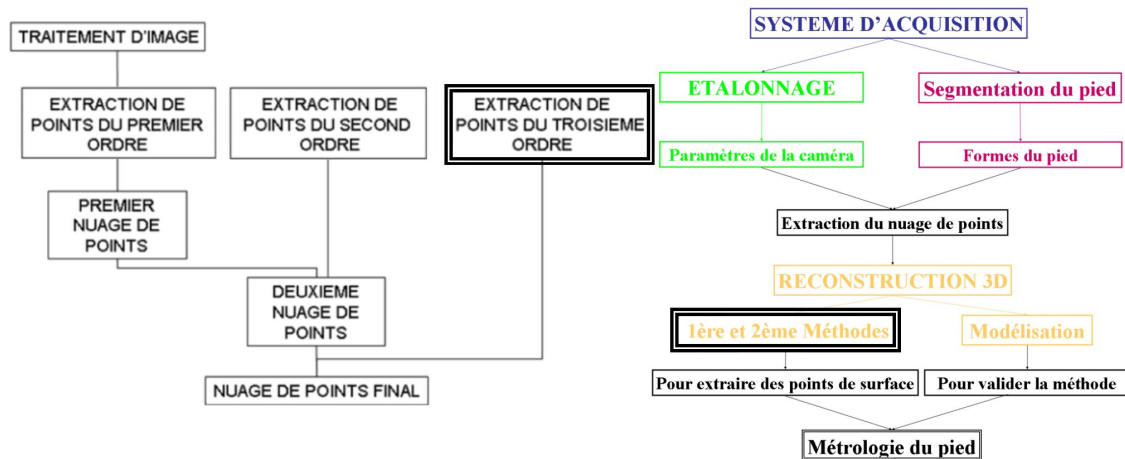 TRAITEMENT D'IMAGE
EXTRACTION DE
POINTS DU PREMIER
ORDRE
EXTRACTION DE
POINTS DU SECOND
ORDRE
EXTRACTION DE
POINTS DU TROISIEME
ORDRE
PREMIER
NUAGE DE
POINTS
DEUXIEME
NUAGE DE
POINTS
NUAGE DE POINTS FINAL
SYSTEME D'ACQUISITION
ETALONNAGE
Segmentation du pied
Paramètres de la caméra
Formes du pied
Extraction du nuage de points
RECONSTRUCTION 3D
1ère et 2ème Méthodes
Modélisation
Pour extraire des points de surface
Pour valider la méthode
Métrologie du pied